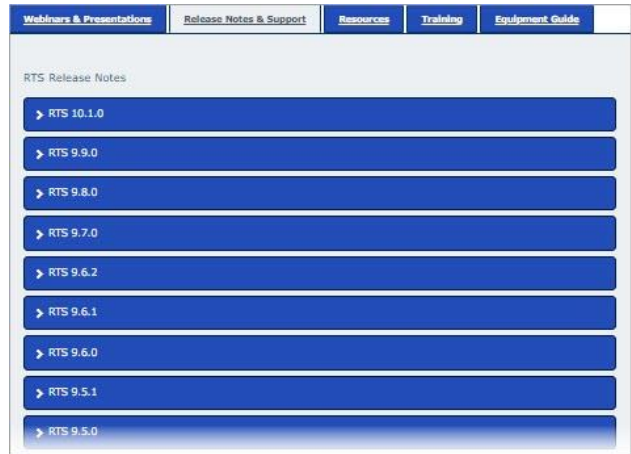 Webinars & Presentations Release Notes & Support Resources Training Equipment Guide
RTS Release Notes
RTS 10.1.0
RTS 9.9.0
RTS 9.8.0
RTS 9.7.0
RTS 9.6.2
RTS 9.6.1
RTS 9.6.0
RTS 9.5.1
RTS 9.5.0